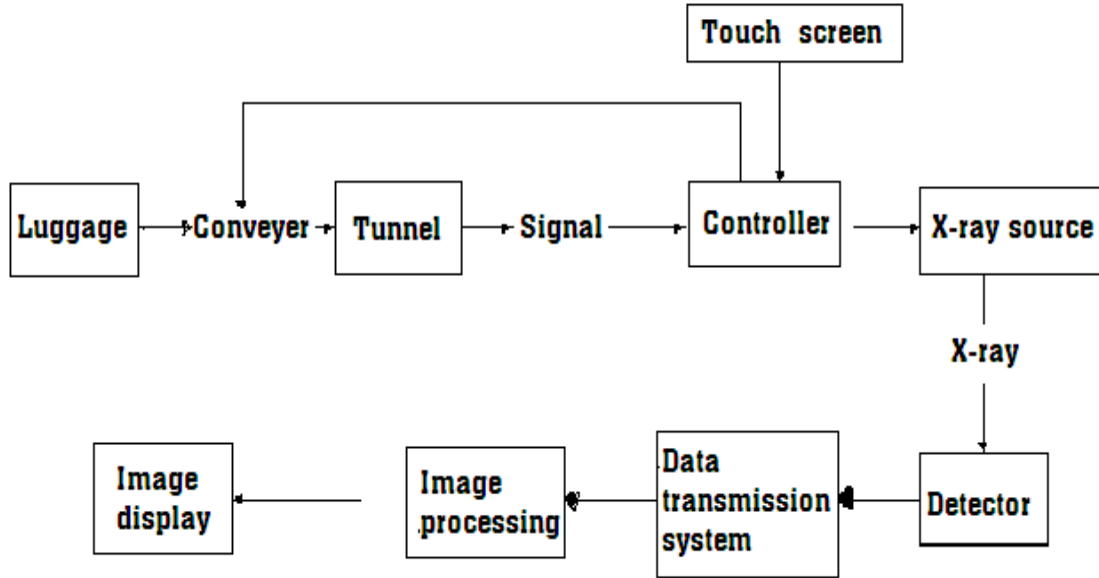 Touch screen
Luggage
Conveyer
Tunnel
Signal
Controller
X-ray source
X-ray
Image
display
Image
processing
Data
transmission
system
Detector